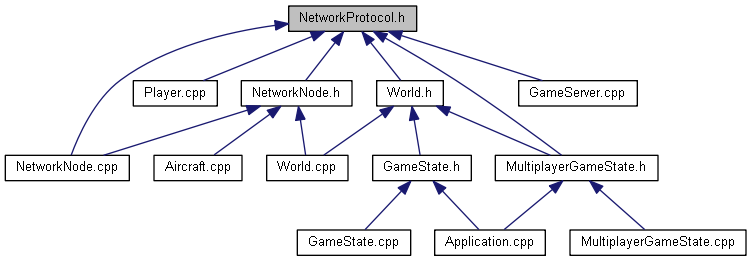 NetworkProtocol.h
Player.cpp
NetworkNode.h
World.h
GameServer.cpp
NetworkNode.cpp
Aircraft.cpp
World.cpp
GameState.h
MultiplayerGameState.h
GameState.cpp
Application.cpp
MultiplayerGameState.cpp